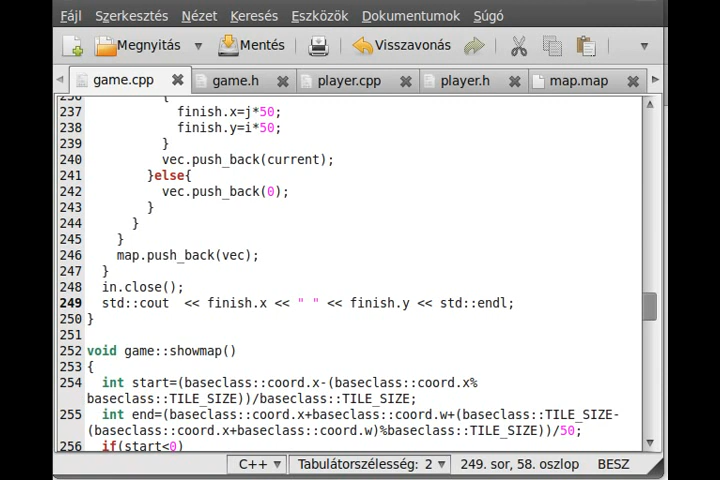 Fájl Szerkesztés Nézet Keresés Eszközök Dokumentumok Súgó
Megnyitás Mentés Visszavonás
game.cpp game.h player.cpp player.h map.map
236 {
237 finish.x=j*50;
238 finish.y=i*50;
239 }
240 vec.push_back(current);
241 }else{
242 vec.push_back(0);
243 }
244 }
245 }
246 map.push_back(vec);
247 }
248 in.close();
249 std::cout << finish.x << " " << finish.y << std::endl;
250 }
251
252 void game::showmap()
253 {
254 int start=(baseclass::coord.x-(baseclass::coord.x%
baseclass::TILE_SIZE))/baseclass::TILE_SIZE;
255 int end=(baseclass::coord.x+baseclass::coord.w+(baseclass::TILE_SIZE-
(baseclass::coord.x+baseclass::coord.w)%baseclass::TILE_SIZE))/50;
256 if(start<0)
C++ Tabulátorszélesség: 2 249. sor, 58. oszlop BESZ